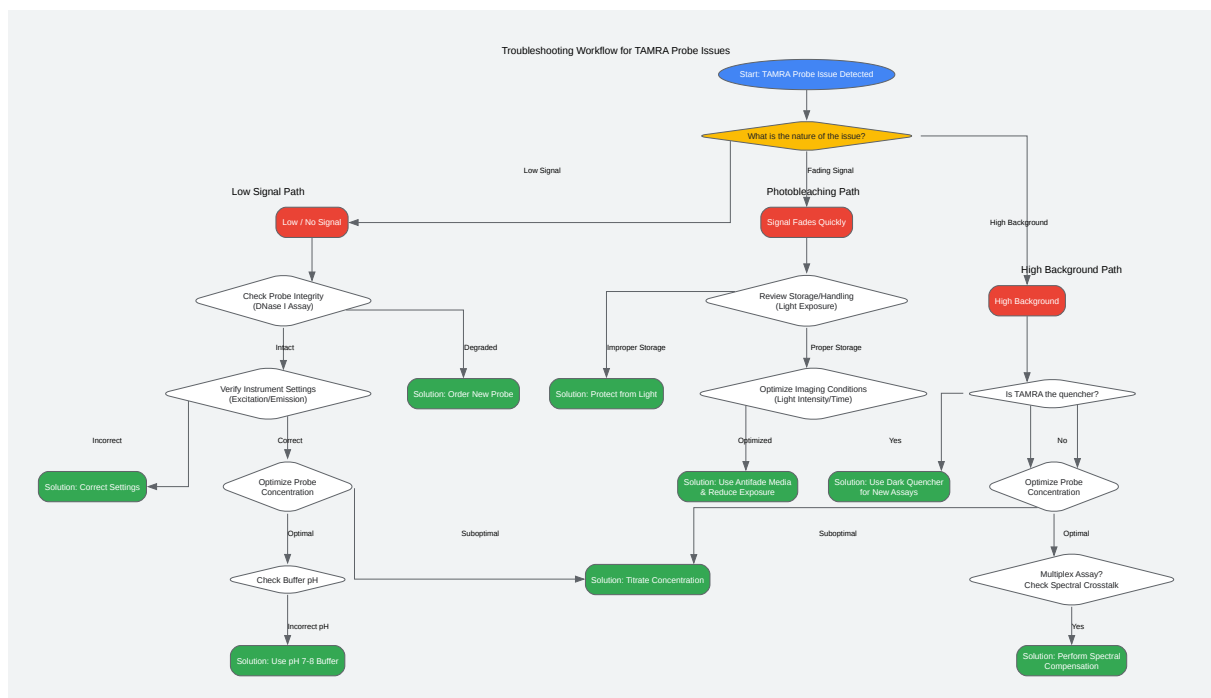 Troubleshooting Workflow for TAMRA Probe Issues
Start: TAMRA Probe Issue Detected
What is the nature of the issue?
Low Signal
Fading Signal
High Background
Low Signal Path
Photobleaching Path
High Background Path
Low / No Signal
Signal Fades Quickly
High Background
Check Probe Integrity
(DNase I Assay)
Review Storage/Handling
(Light Exposure)
Intact
Degraded
Improper Storage
Proper Storage
Verify Instrument Settings
(Excitation/Emission)
Solution: Order New Probe
Solution: Protect from Light
Optimize Imaging Conditions
(Light Intensity/Time)
Is TAMRA the quencher?
Incorrect
Correct
Optimized
Yes
No
Solution: Correct Settings
Optimize Probe
Concentration
Solution: Use Antifade Media
& Reduce Exposure
Solution: Use Dark Quencher
for New Assays
Optimize Probe
Concentration
Optimal
Suboptimal
Suboptimal
Optimal
Check Buffer pH
Solution: Titrate Concentration
Multiplex Assay?
Check Spectral Crosstalk
Incorrect pH
Yes
Solution: Use pH 7-8 Buffer
Solution: Perform Spectral
Compensation